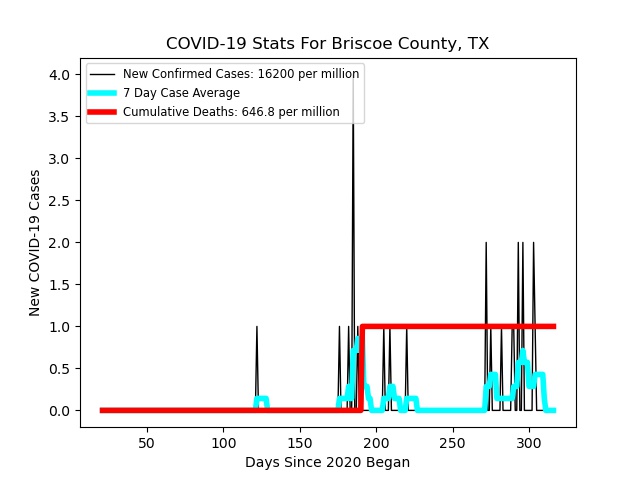 COVID-19 Stats For Briscoe County, TX
New Confirmed Cases: 16200 per million
7 Day Case Average
Cumulative Deaths: 646.8 per million
New COVID-19 Cases
4.0
3.5
3.0
2.5
2.0
1.5
1.0
0.5
0.0
50 100 150 200 250 300
Days Since 2020 Began